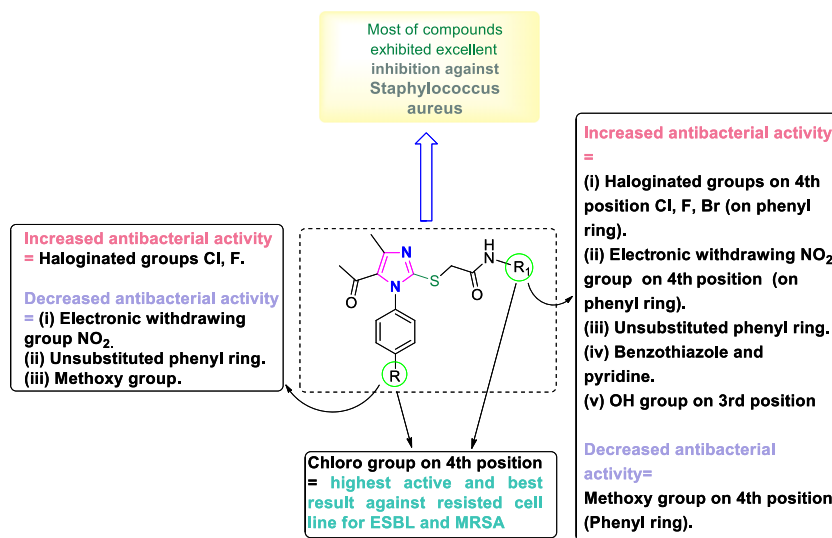 Most of compounds
exhibited excellent
inhibition against
Staphylococcus
aureus
Increased antibacterial activity
= Haloginated groups Cl, F.
Decreased antibacterial activity
= (i) Electronic withdrawing
group NO2.
(ii) Unsubstituted phenyl ring.
(iii) Methoxy group.
N
H
N
R1
S
O
O
N
R
Increased antibacterial activity
=
(i) Haloginated groups on 4th
position Cl, F, Br (on phenyl
ring).
(ii) Electronic withdrawing NO2
group on 4th position (on
phenyl ring).
(iii) Unsubstituted phenyl ring.
(iv) Benzothiazole and
pyridine.
(v) OH group on 3rd position
Decreased antibacterial
activity=
Methoxy group on 4th position
(Phenyl ring).
Chloro group on 4th position
= highest active and best
result against resisted cell
line for ESBL and MRSA